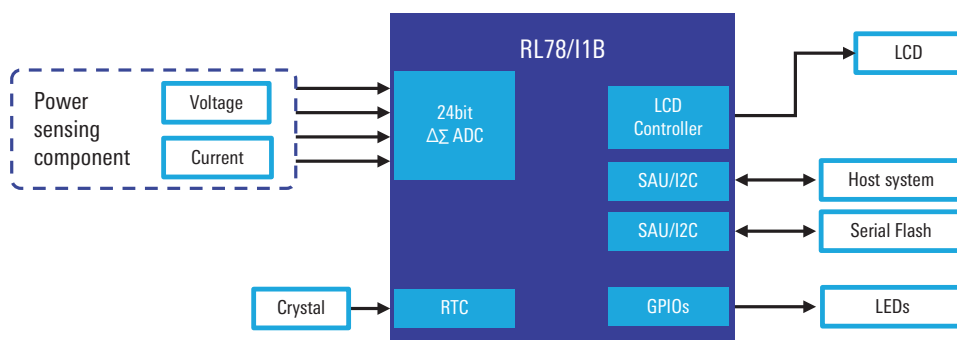 RL78/I1B
Power
sensing
component
Voltage
Current
24bit
ΔΣ ADC
LCD
Controller
LCD
SAU/I2C
Host system
SAU/I2C
Serial Flash
Crystal
RTC
GPIOs
LEDs